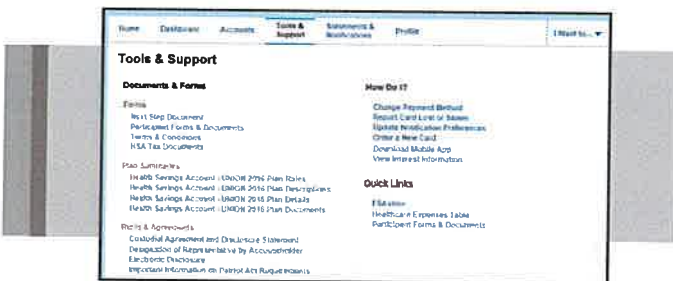 Home Dashboard Accounts Tools & Support Statements & Notifications Profile I Want to...
Tools & Support
Documents & Forms
Forms
Next Step Document
Participant Forms & Documents
Terms & Conditions
HSA Tax Documents
Plan Summaries
Health Savings Account - UNION 2016 Plan Rules
Health Savings Account - UNION 2016 Plan Descriptions
Health Savings Account - UNION 2016 Plan Details
Health Savings Account - UNION 2016 Plan Documents
& Agreements
Custodial Agreement and Disclosure Statement
Designation of Representative by Accountholder
Electronic Disclosure
Important Information on Patriot Act Requirements
How Do I?
Change Payment Method
Report Card Lost or Stolen
Update Notification Preferences
Order a New Card
Download Mobile App
View Interest Information
Quick Links
Healthcare Expenses Table
Participant Forms & Documents